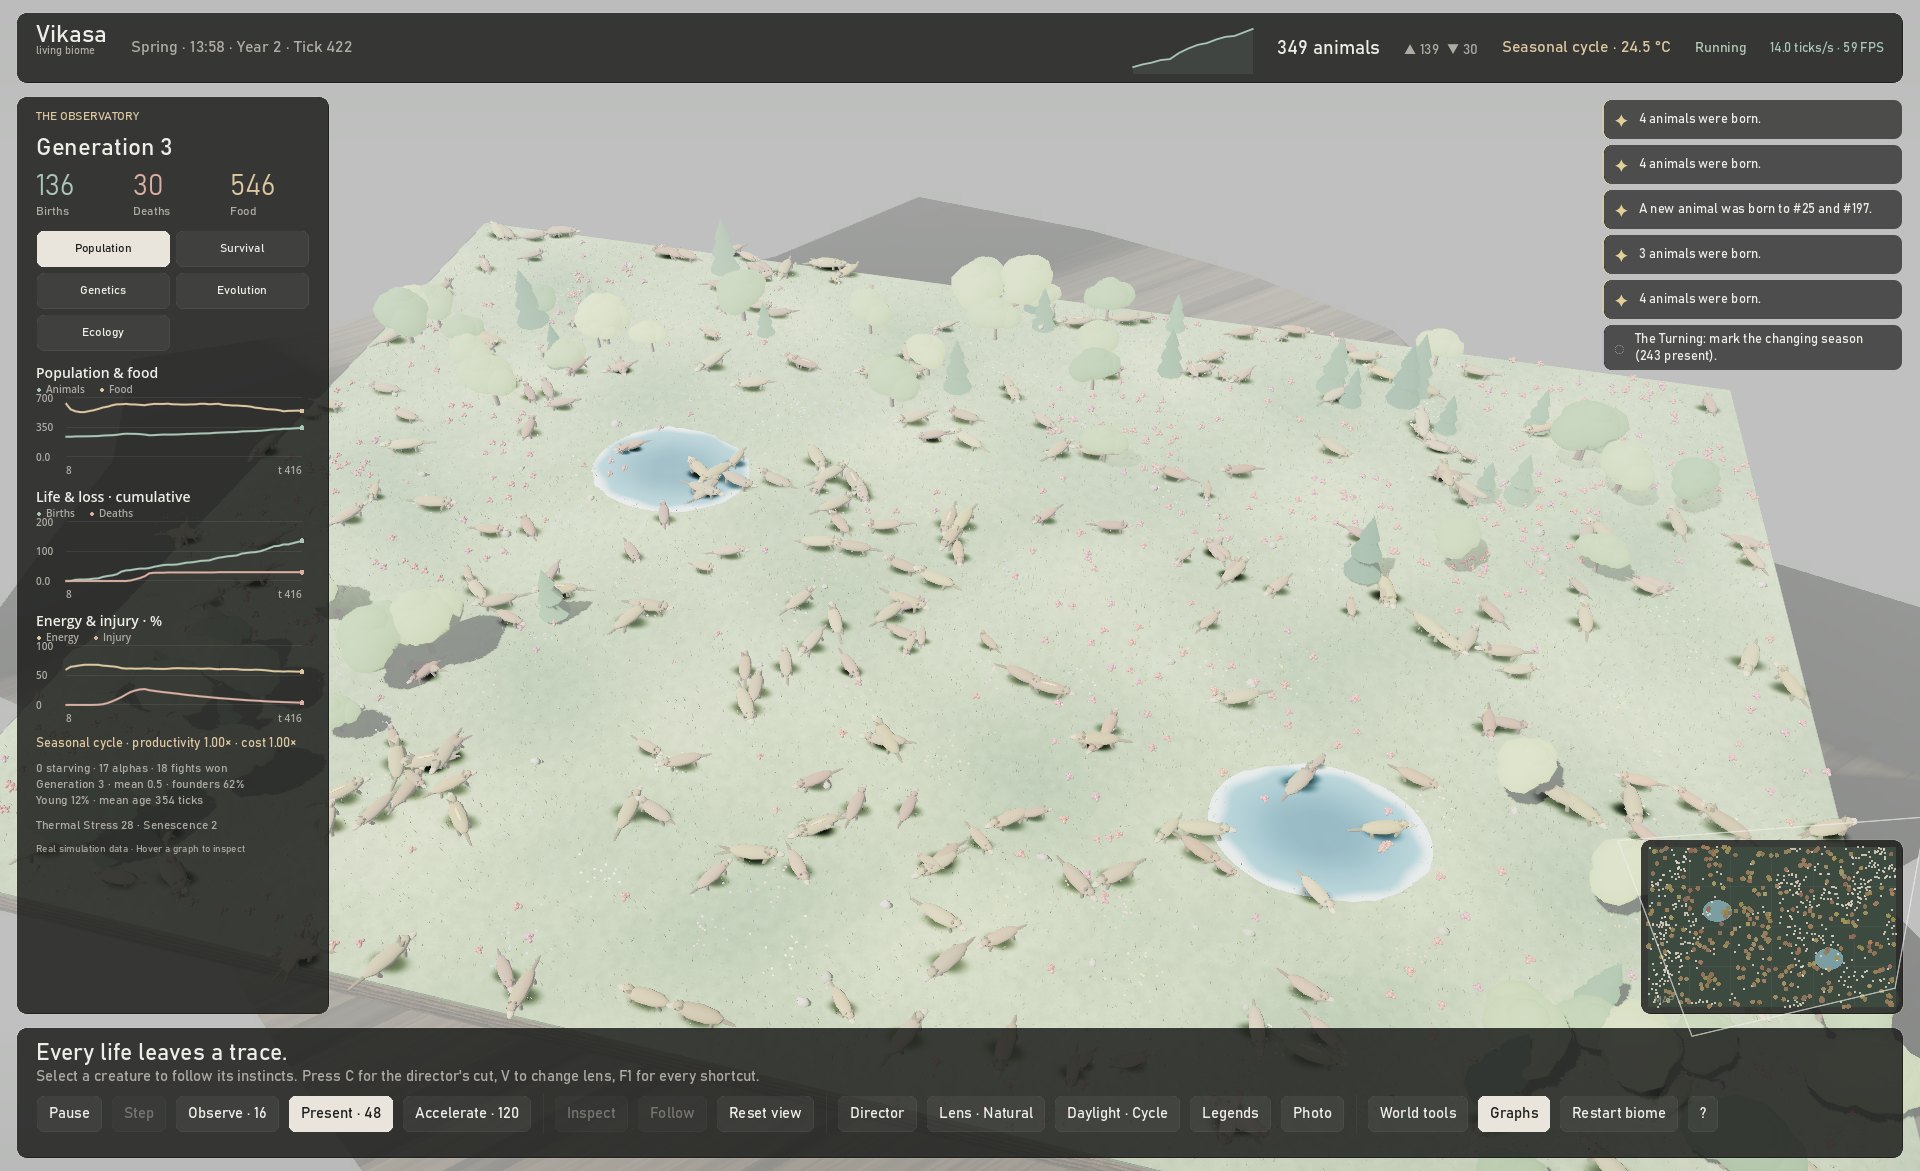 Vikasa
living biome
Spring · 13:58 · Year 2 · Tick 422
349 animals
▲ 139 ▼ 30
Seasonal cycle · 24.5 °C
Running
14.0 ticks/s · 59 FPS
THE OBSERVATORY
Generation 3
136 30 546
Births Deaths Food
Population Survival
Genetics Evolution
Ecology
Population & food
Animals Food
700
350
0.0
8 t 416
Life & loss · cumulative
Births Deaths
200
100
0.0
8 t 416
Energy & injury · %
Energy Injury
100
50
0
8 t 416
Seasonal cycle · productivity 1.00× · cost 1.00×
0 starving · 17 alphas · 18 fights won
Generation 3 · mean 0.5 · founders 62%
Young 12% · mean age 354 ticks
Thermal Stress 28 · Senescence 2
Real simulation data · Hover a graph to inspect
4 animals were born.
4 animals were born.
A new animal was born to #25 and #197.
3 animals were born.
4 animals were born.
The Turning: mark the changing season
(243 present).
Every life leaves a trace.
Select a creature to follow its instincts. Press C for the director's cut, V to change lens, F1 for every shortcut.
Pause Step Observe · 16 Present · 48 Accelerate · 120 Inspect Follow Reset view Director Lens · Natural Daylight · Cycle Legends Photo World tools Graphs Restart biome ?